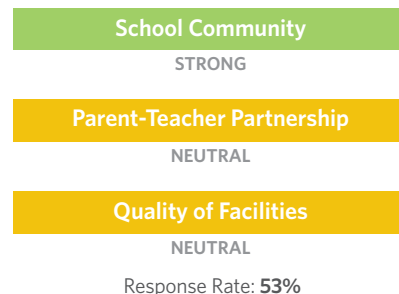 School Community
STRONG
Parent-Teacher Partnership
NEUTRAL
Quality of Facilities
NEUTRAL
Response Rate: 53%